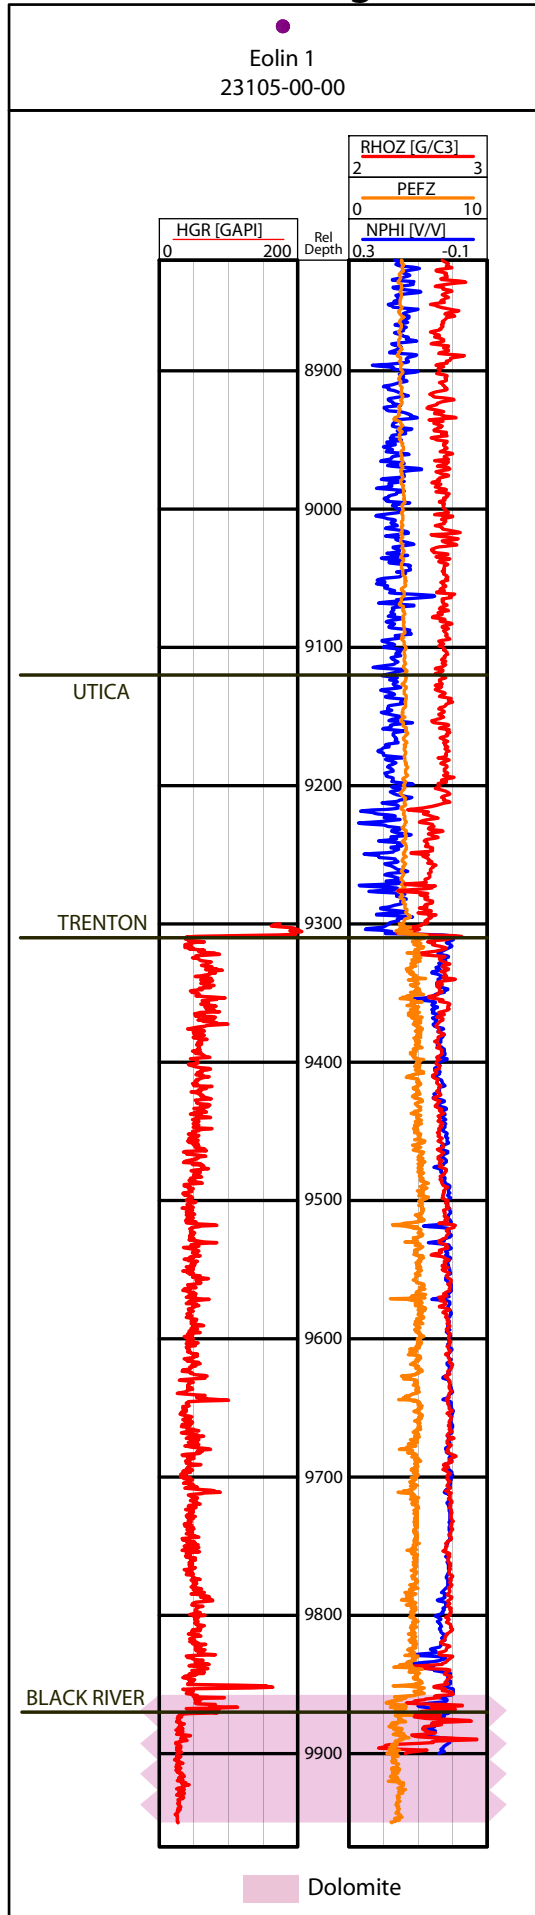 Eolin 1
23105-00-00
RHOZ [G/C3]
2 3
PEFZ
0 10
HGR [GAPI]
0 200
Rel
Depth
NPHI [V/V]
0.3 -0.1
8900
9000
9100
UTICA
9200
TRENTON
9300
9400
9500
9600
9700
9800
BLACK RIVER
9900
Dolomite